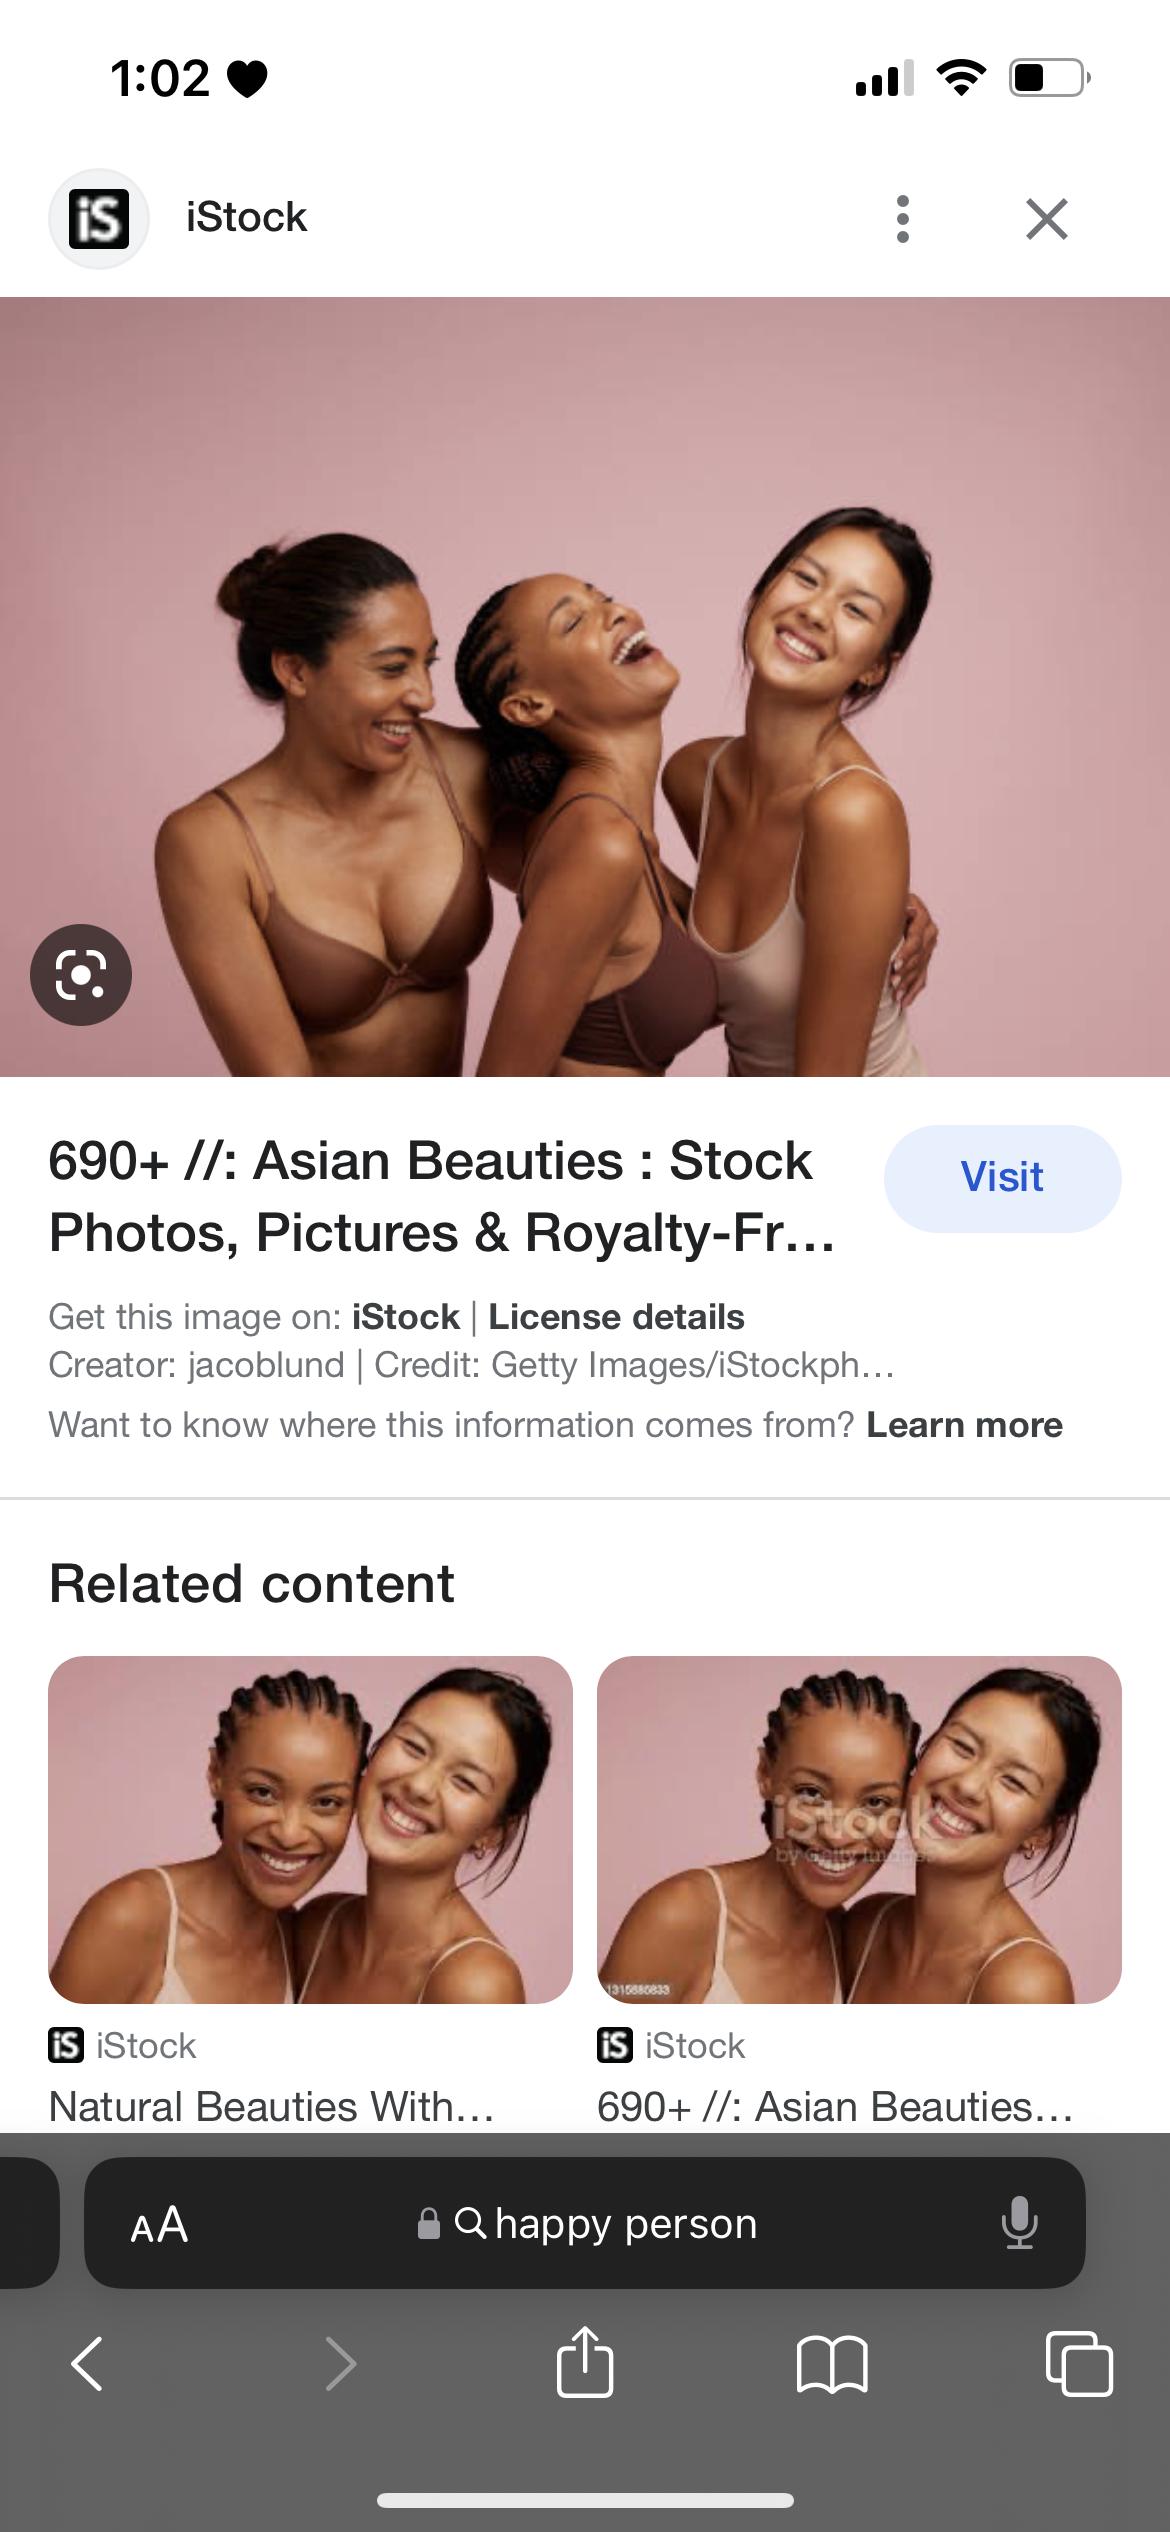 1:02
iS iStock
690+ //: Asian Beauties : Stock
Photos, Pictures & Royalty-Fr...
Visit
Get this image on: iStock | License details
Creator: jacoblund | Credit: Getty Images/iStockph...
Want to know where this information comes from? Learn more
Related content
iStock
by Getty Images
1315685633
iS iStock
Natural Beauties With...
iS iStock
690+ //: Asian Beauties...
AA happy person